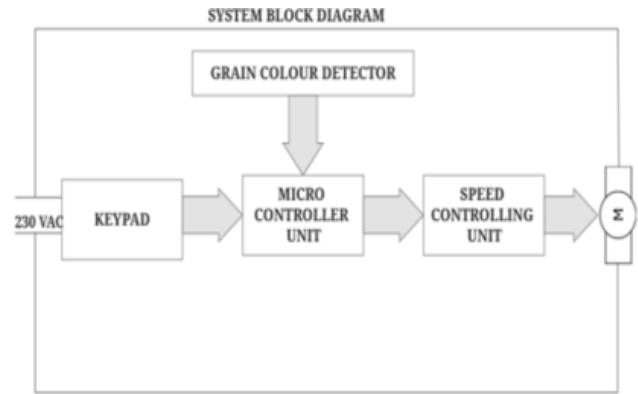 SYSTEM BLOCK DIAGRAM
GRAIN COLOUR DETECTOR
230 VAC
KEYPAD
MICRO
CONTROLLER
UNIT
SPEED
CONTROLLING
UNIT
Σ